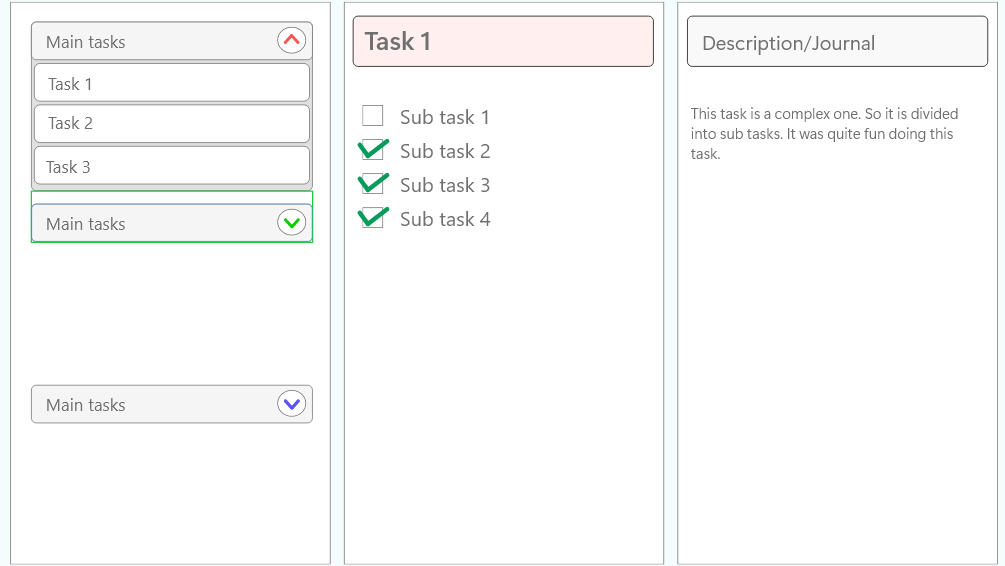 Main tasks
Task 1
Task 2
Task 3
Main tasks
Main tasks
Task 1
Sub task 1
Sub task 2
Sub task 3
Sub task 4
Description/Journal
This task is a complex one. So it is divided
into sub tasks. It was quite fun doing this
task.